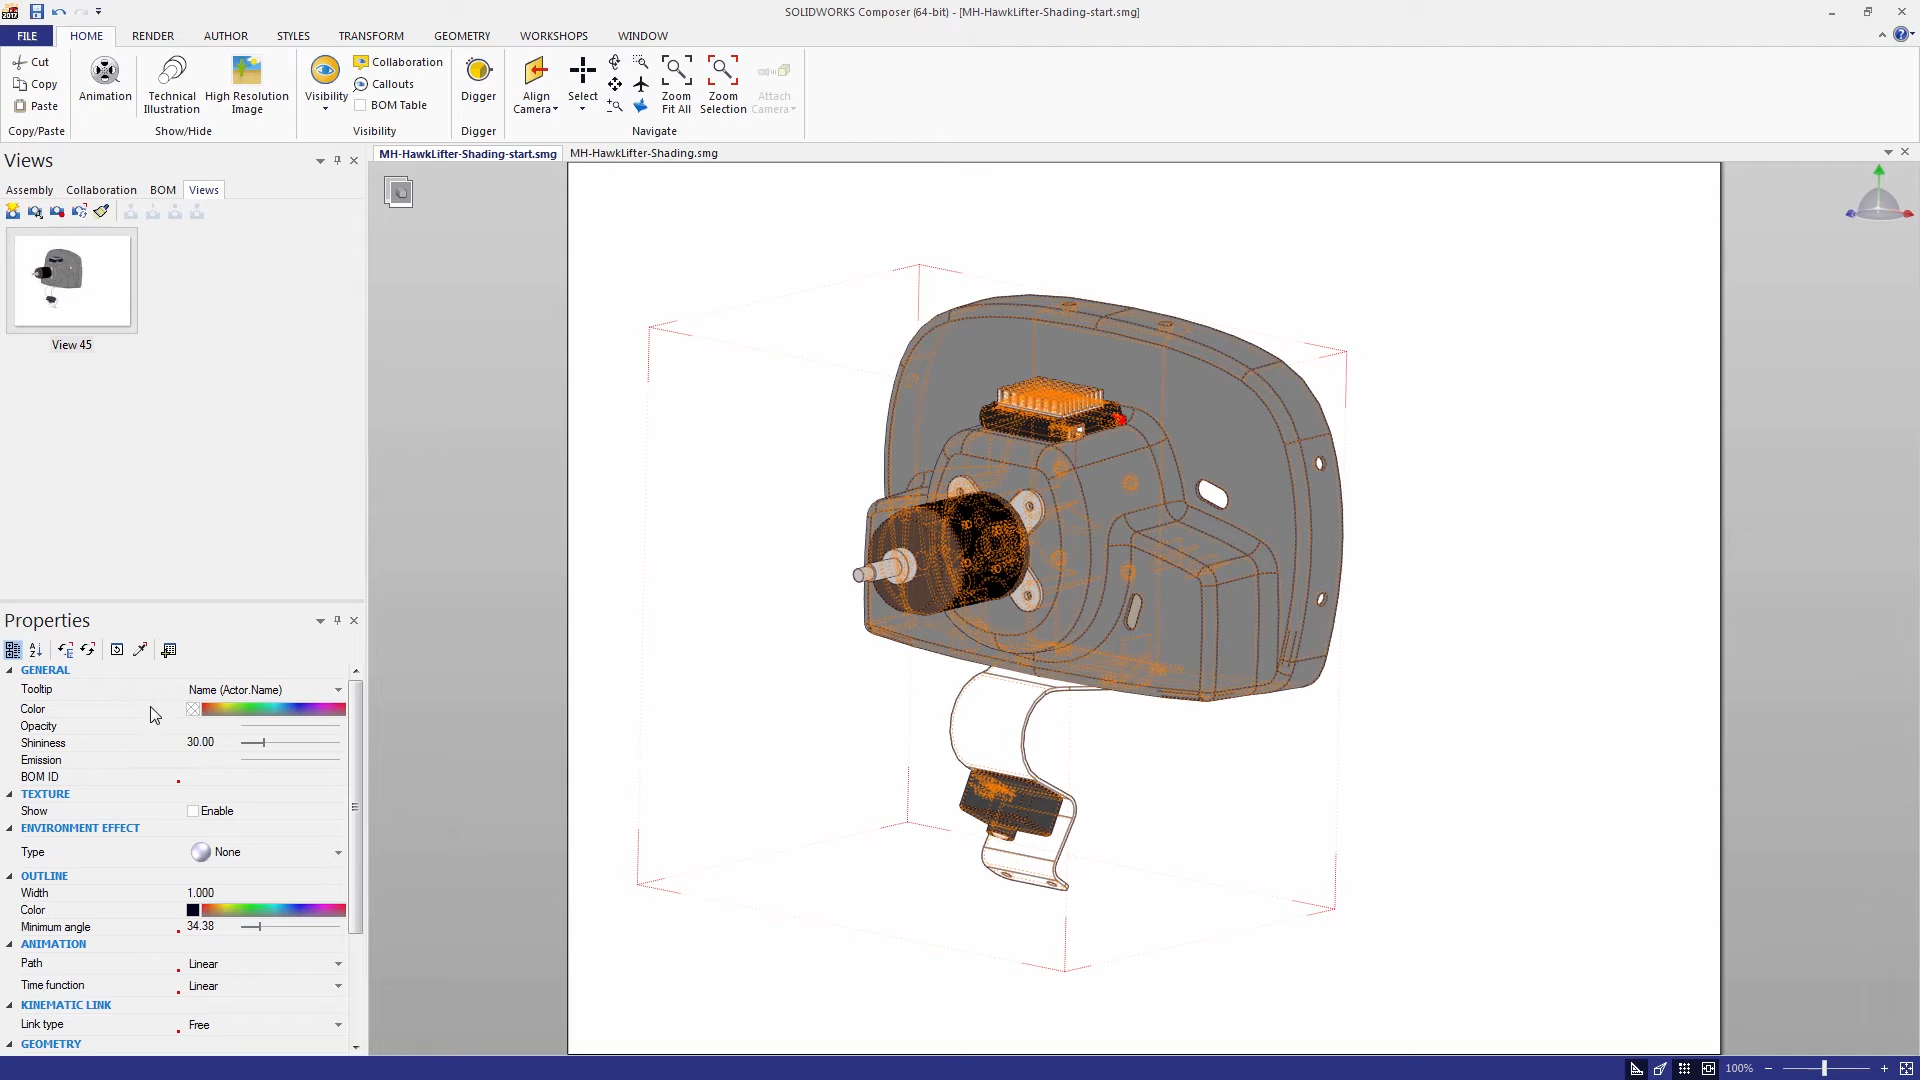 SOLIDWORKS Composer (64-bit) - [MH-HawkLifter-Shading-start.smg]
FILE HOME RENDER AUTHOR STYLES TRANSFORM GEOMETRY WORKSHOPS WINDOW
Cut
Copy
Paste
Copy/Paste
Animation
Technical
Illustration
High Resolution
Image
Show/Hide
Visibility
Collaboration
Callouts
BOM Table
Visibility
Digger
Digger
Align
Camera
Select
Zoom
Fit All
Zoom
Selection
Attach
Camera
Navigate
Views
Assembly Collaboration BOM Views
View 45
MH-HawkLifter-Shading-start.smg MH-HawkLifter-Shading.smg
Properties
GENERAL
Tooltip Name (Actor.Name)
Color
Opacity
Shininess 30.00
Emission
BOM ID
TEXTURE
Show Enable
ENVIRONMENT EFFECT
Type None
OUTLINE
Width 1.000
Color
Minimum angle 34.38
ANIMATION
Path Linear
Time function Linear
KINEMATIC LINK
Link type Free
GEOMETRY
100%